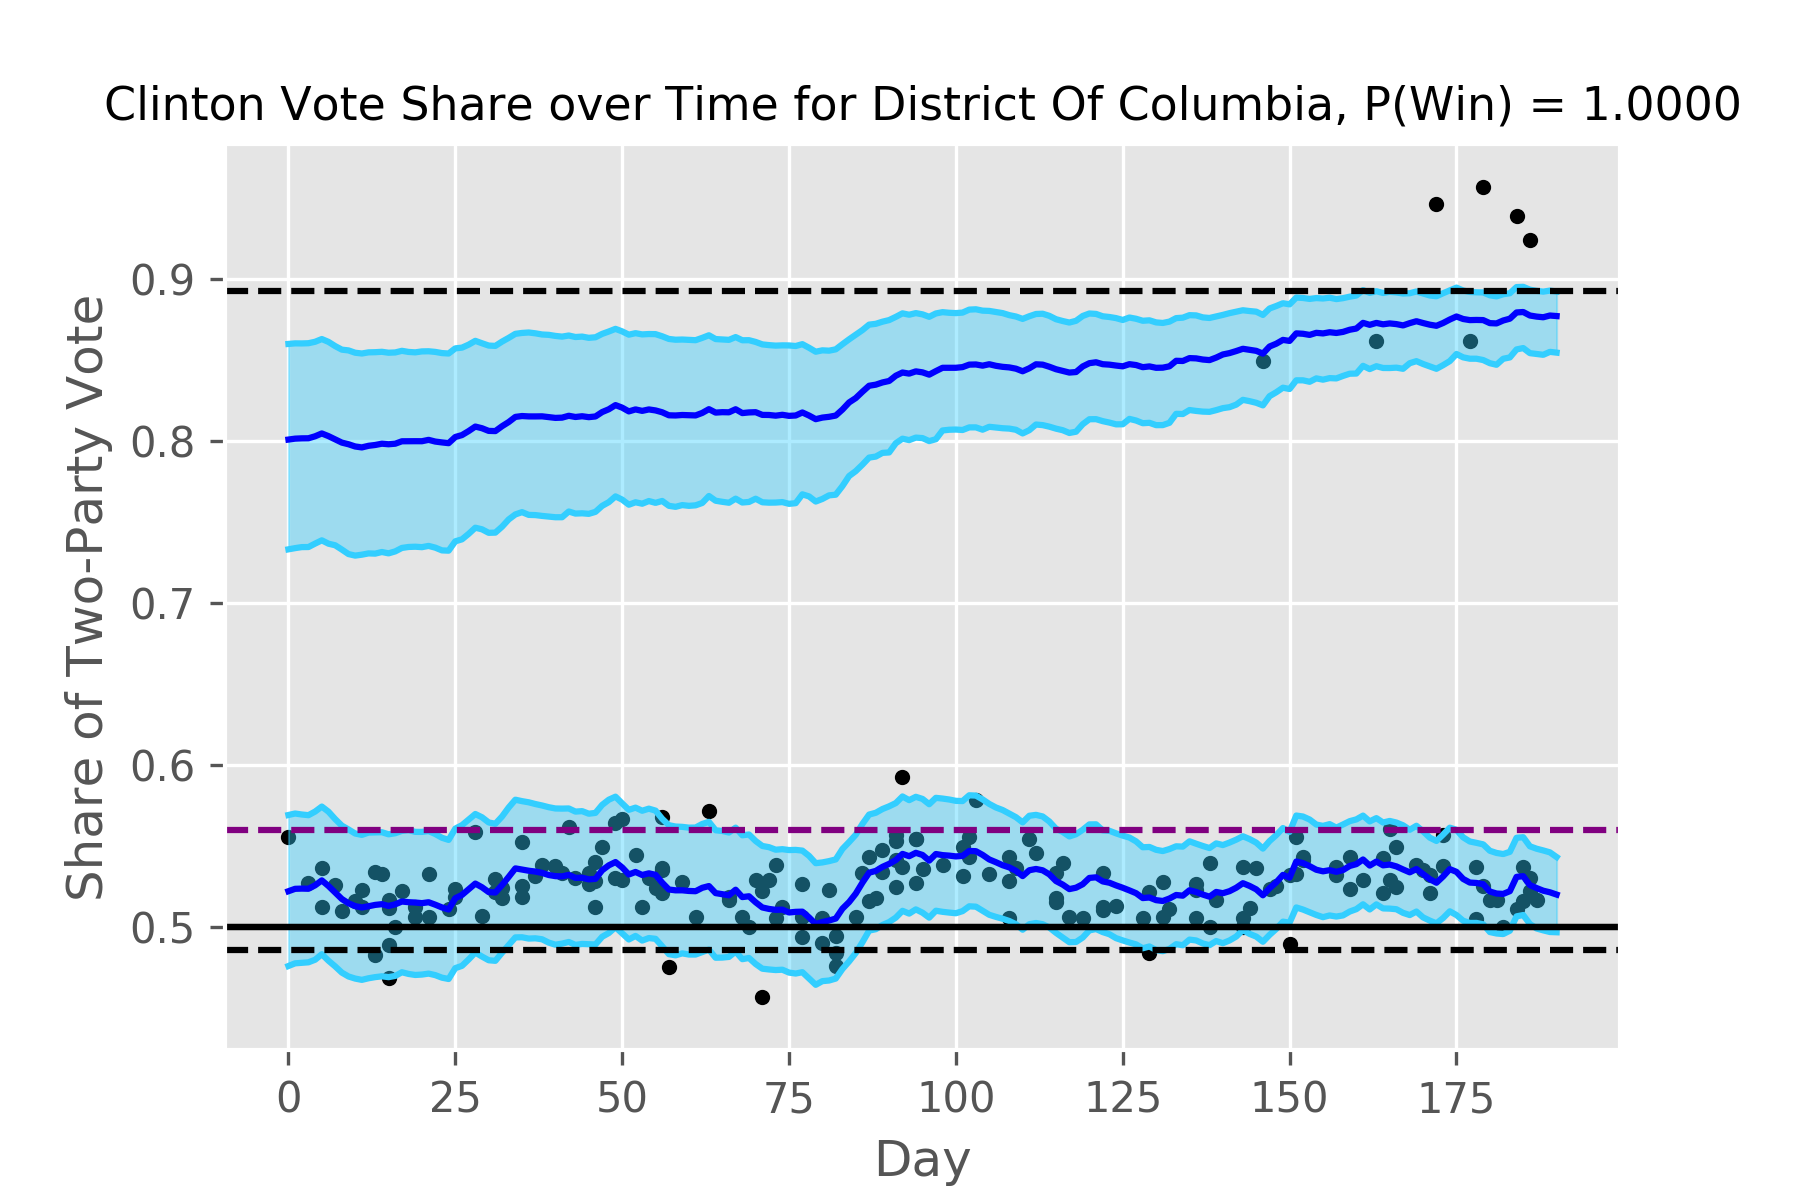 Clinton Vote Share over Time for District Of Columbia, P(Win) = 1.0000
Share of Two-Party Vote
0.9
0.8
0.7
0.6
0.5
0 25 50 75 100 125 150 175
Day